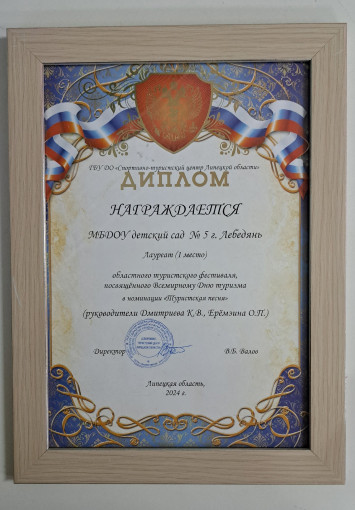 ГБУ ДО «Спортивно-туристский центр Липецкой области»
ДИПЛОМ
НАГРАЖДАЕТСЯ
МБДОУ детский сад № 5 г. Лебедянь
Лауреат (1 место)
областного туристского фестиваля,
посвящённого Всемирному Дню туризма
в номинации «Туристская песня»
(руководители Дмитриева К.В., Ерёмзина О.П.)
Директор
В.Б. Валов
Липецкая область,
2024 г.